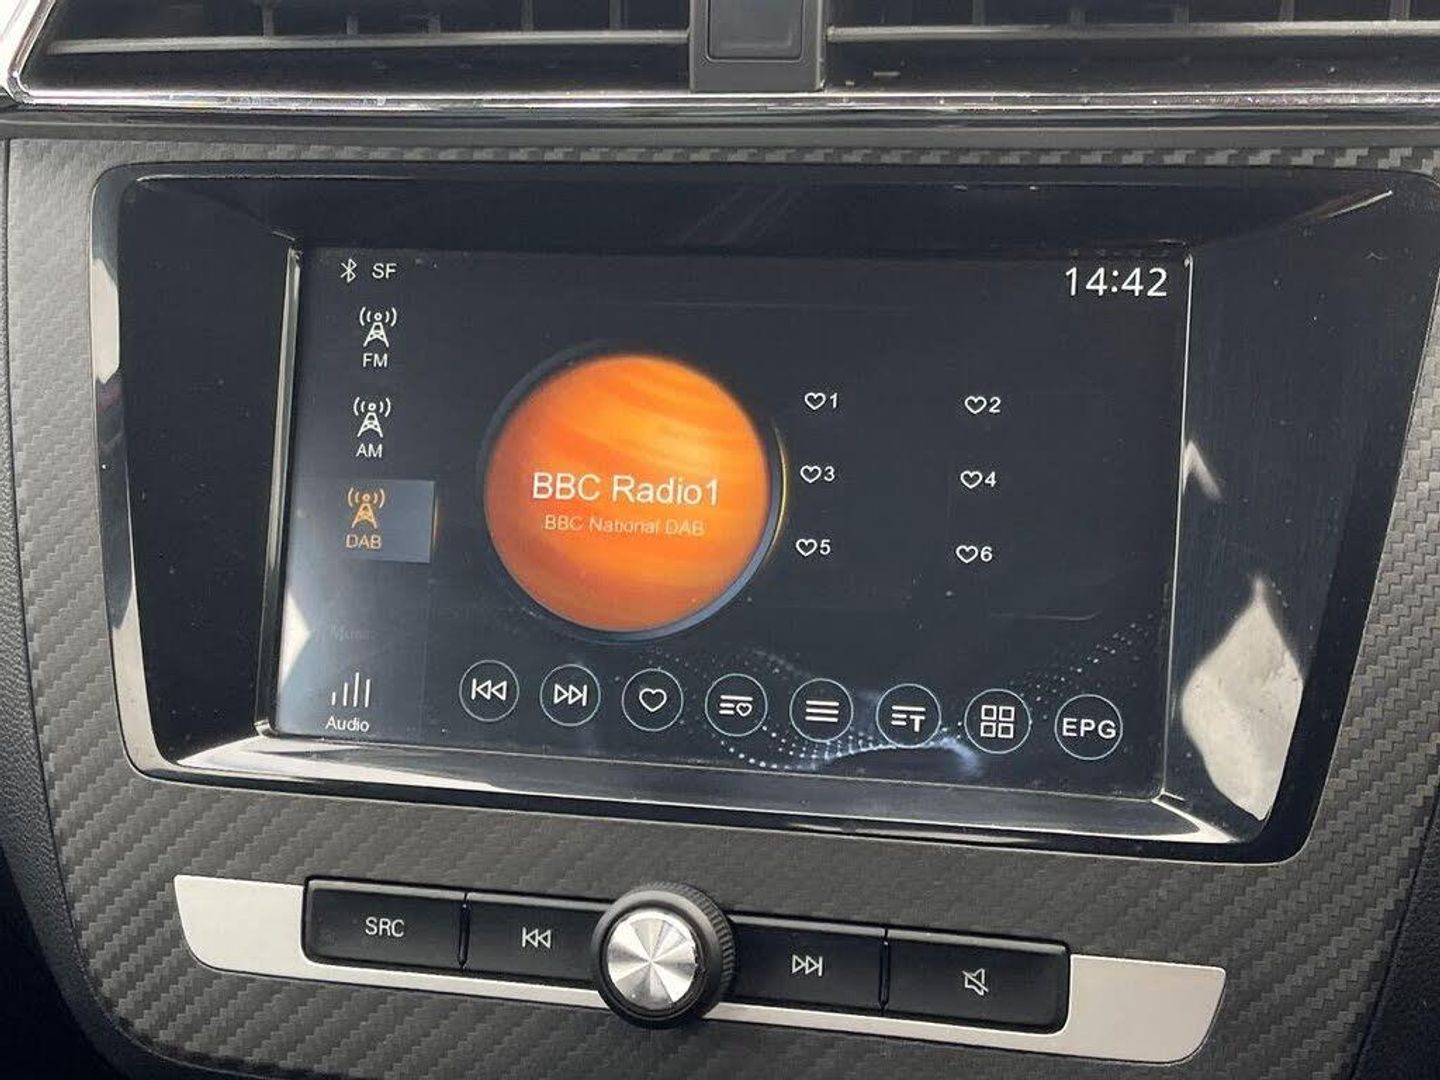 SF
14:42
FM
AM
DAB
BBC Radio1
BBC National DAB
1
2
3
4
5
6
Audio
T
EPG
SRC